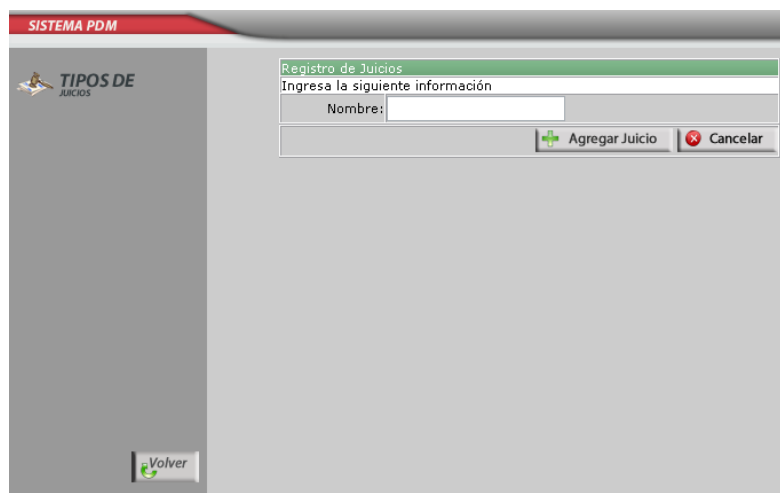 SISTEMA PDM
TIPOS DE
JUICIOS
Registro de Juicios
Ingresa la siguiente información
Nombre:
Agregar Juicio
Cancelar
Volver